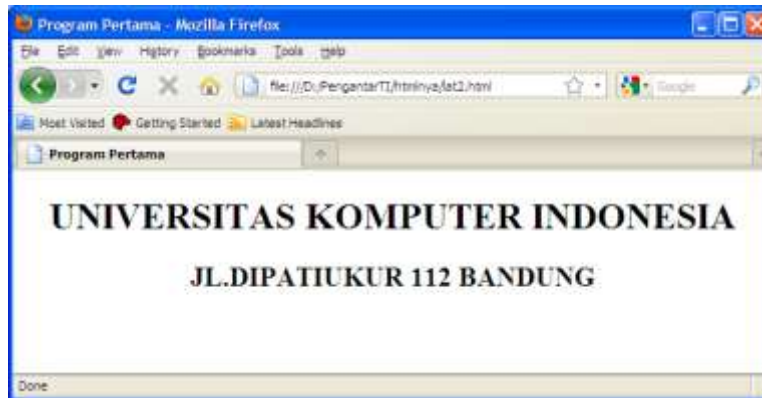 Program Pertama - Mozilla Firefox
File Edit View History Bookmarks Tools Help
file:///D:/PengantarTI/htmlnya/lat2.html Google
Most Visited Getting Started Latest Headlines
Program Pertama
UNIVERSITAS KOMPUTER INDONESIA
JL.DIPATIUKUR 112 BANDUNG
Done